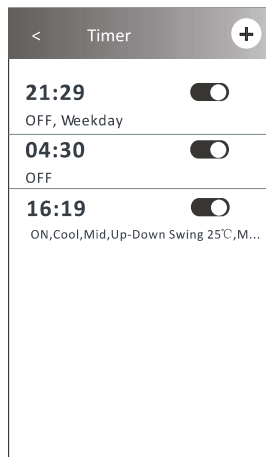 < Timer +
21:29
OFF, Weekday
04:30
OFF
16:19
ON,Cool,Mid,Up-Down Swing 25℃,M...